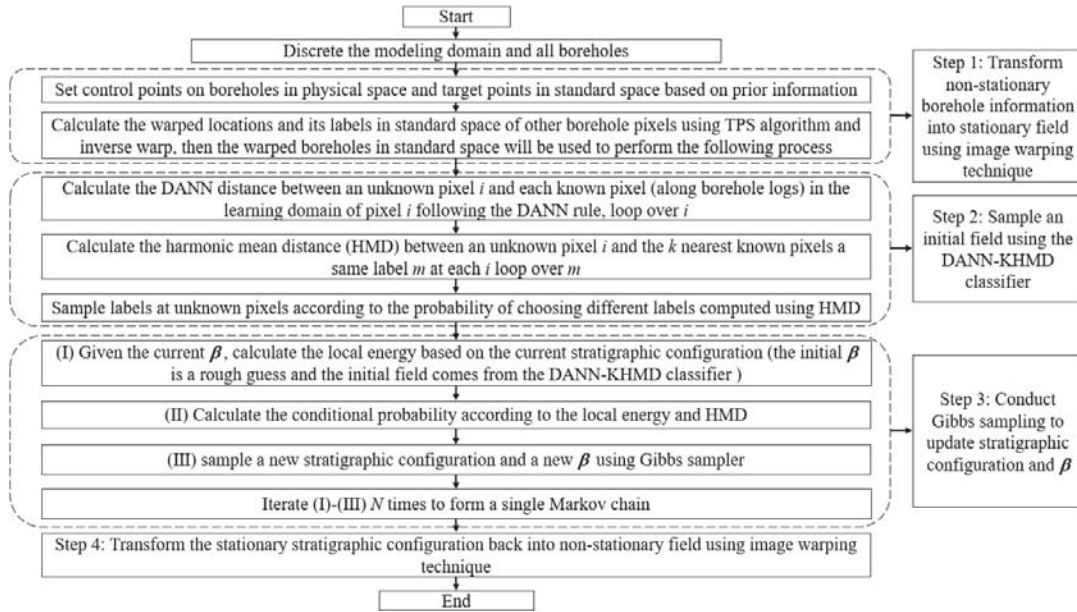 Start
Discrete the modeling domain and all boreholes
Set control points on boreholes in physical space and target points in standard space based on prior information
Calculate the warped locations and its labels in standard space of other borehole pixels using TPS algorithm and
inverse warp, then the warped boreholes in standard space will be used to perform the following process
Step 1: Transform
non-stationary
borehole information
into stationary field
using image warping
technique
Calculate the DANN distance between an unknown pixel i and each known pixel (along borehole logs) in the
learning domain of pixel i following the DANN rule, loop over i
Calculate the harmonic mean distance (HMD) between an unknown pixel i and the k nearest known pixels a
same label m at each i loop over m
Sample labels at unknown pixels according to the probability of choosing different labels computed using HMD
Step 2: Sample an
initial field using the
DANN-KHMD
classifier
(I) Given the current β, calculate the local energy based on the current stratigraphic configuration (the initial β
is a rough guess and the initial field comes from the DANN-KHMD classifier )
(II) Calculate the conditional probability according to the local energy and HMD
(III) sample a new stratigraphic configuration and a new β using Gibbs sampler
Iterate (I)-(III) N times to form a single Markov chain
Step 3: Conduct
Gibbs sampling to
update stratigraphic
configuration and β
Step 4: Transform the stationary stratigraphic configuration back into non-stationary field using image warping
technique
End